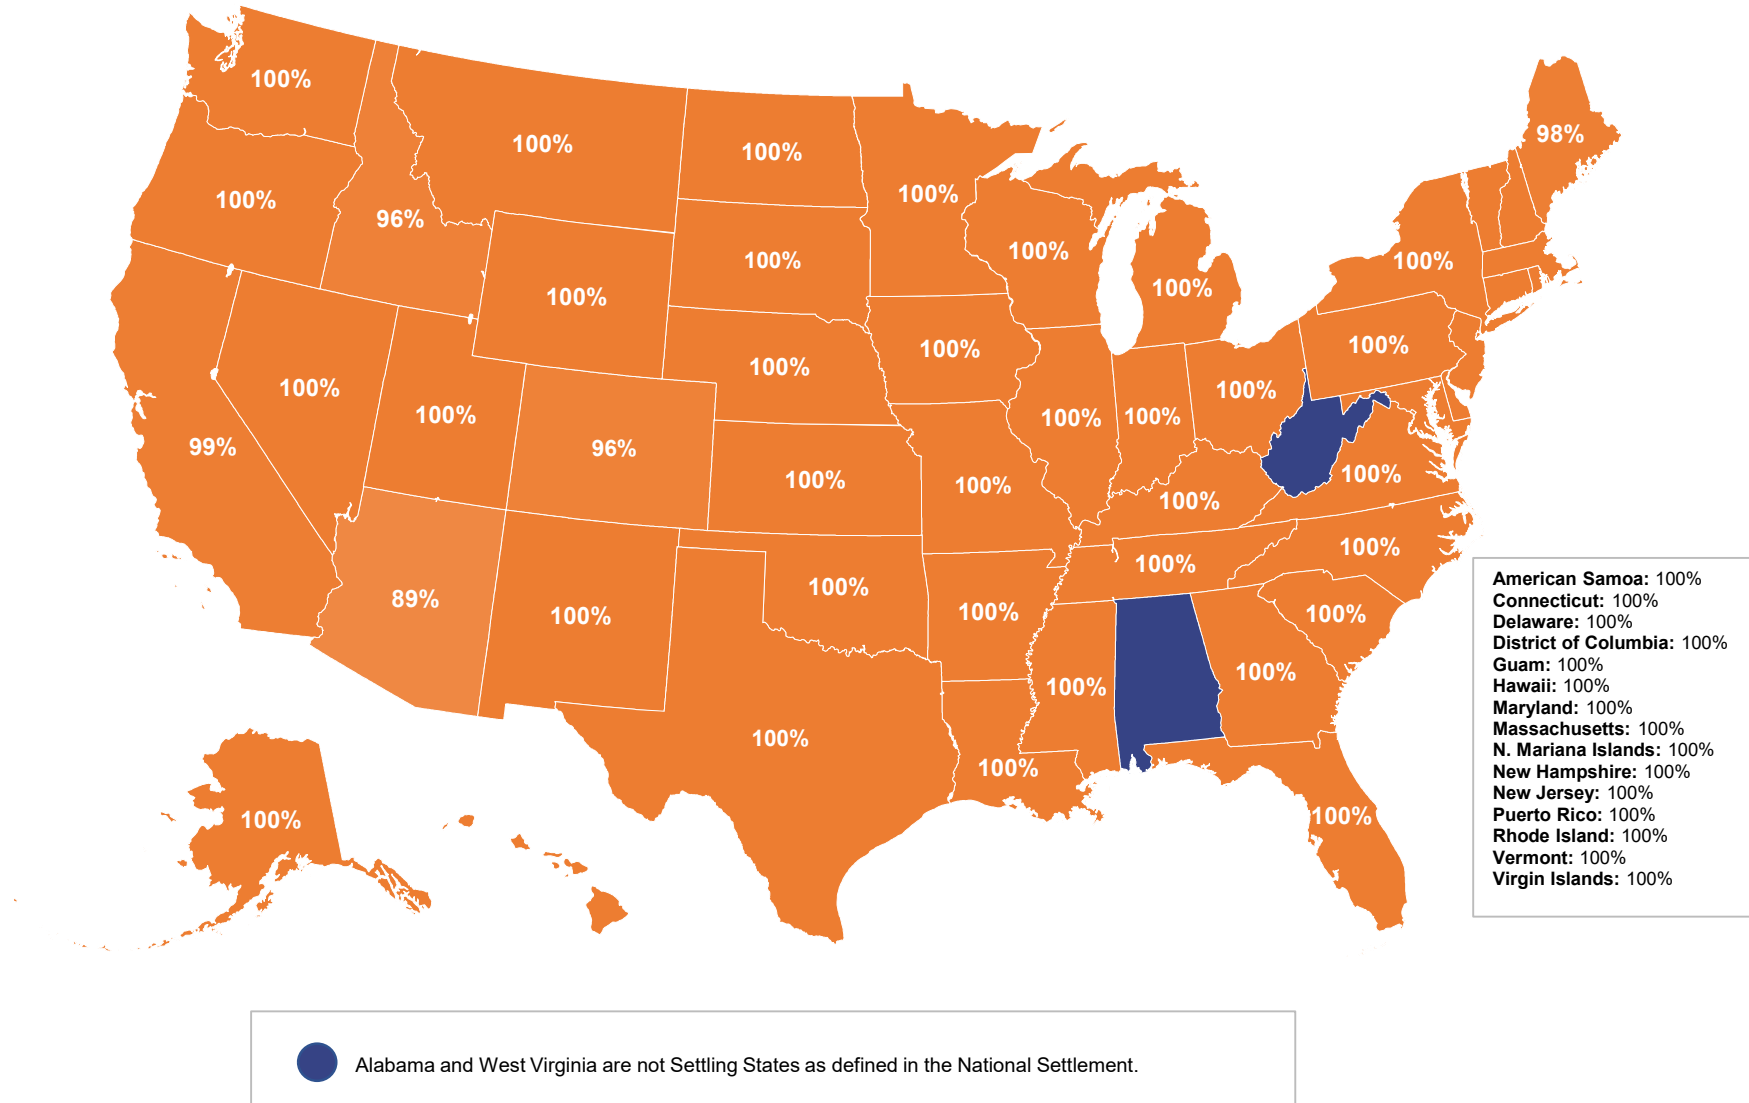 100%
98%
100%
100%
100%
100%
100%
96%
100%
100%
100%
100%
100%
100%
100%
100%
100%
100%
100%
100%
99%
96%
100%
100%
100%
100%
100%
100%
100%
100%
89%
100%
100%
100%
100%
100%
100%
100%
100%
100%
100%
American Samoa: 100%
Connecticut: 100%
Delaware: 100%
District of Columbia: 100%
Guam: 100%
Hawaii: 100%
Maryland: 100%
Massachusetts: 100%
N. Mariana Islands: 100%
New Hampshire: 100%
New Jersey: 100%
Puerto Rico: 100%
Rhode Island: 100%
Vermont: 100%
Virgin Islands: 100%
Alabama and West Virginia are not Settling States as defined in the National Settlement.